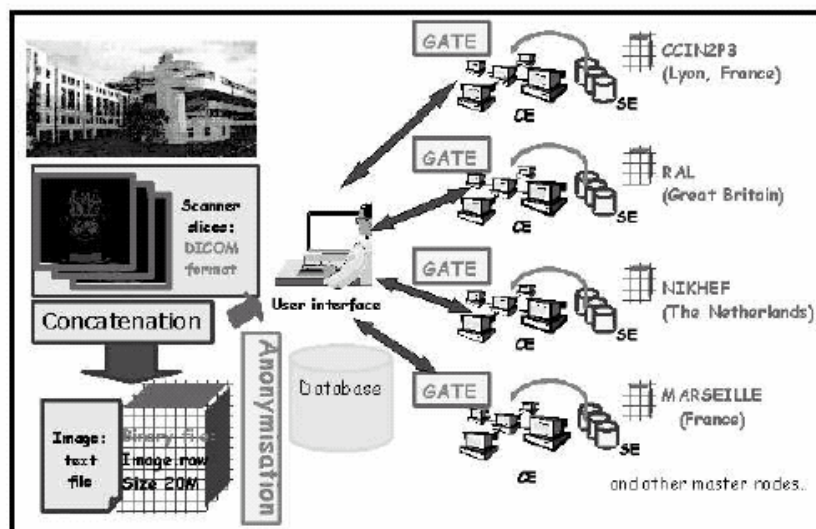 Scanner
slices:
DICOM
format
Concatenation
Image:
text
file
Binary file:
Image.raw
Size 20M
Anonymisation
User interface
Database
GATE
CE
SE
CCIN2P3
(Lyon, France)
GATE
CE
SE
RAL
(Great Britain)
GATE
CE
SE
NIKHEF
(The Netherlands)
GATE
CE
SE
MARSEILLE
(France)
and other master nodes..